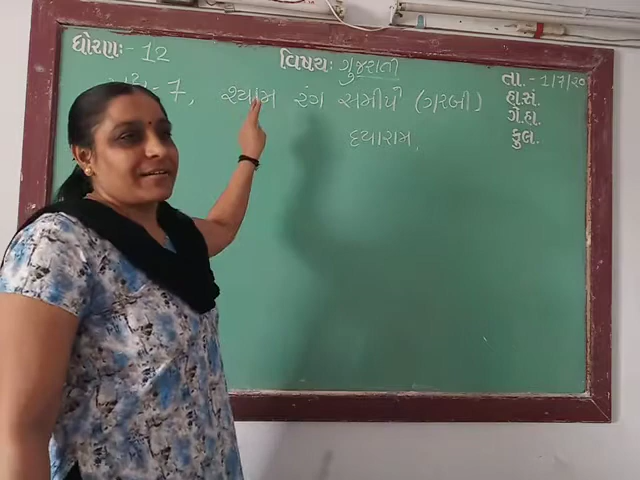 ધોરણ:- 12 વિષય: ગુજરાતી તા.- 1/7/20
પાઠ-7, શ્યામ રંગ સમીપે (ગરબી) હા.સં.
ગે.હા.
દયારામ, કુલ.